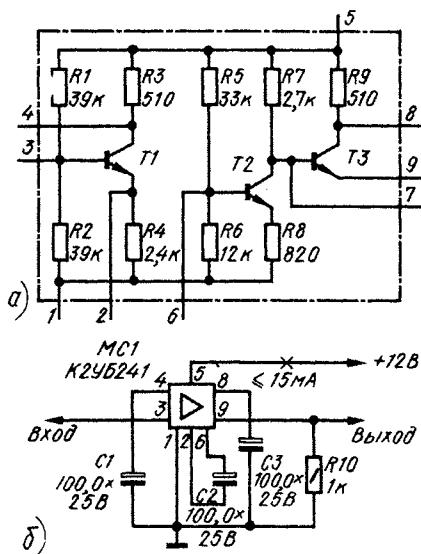 5
R1
39к
R3
510
R5
33к
R7
2,7к
R9
510
4
8
3
T1
T2
T3
9
7
R2
39к
R4
2,4к
R6
12к
R8
820
а)
1
2
6
МС1
К2УБ241
4
5
8
+12В
≤ 15мА
3
9
Вход
Выход
1
2
6
С1
100,0×
25В
С2
100,0×
25В
С3
100,0×
25В
R10
1к
б)